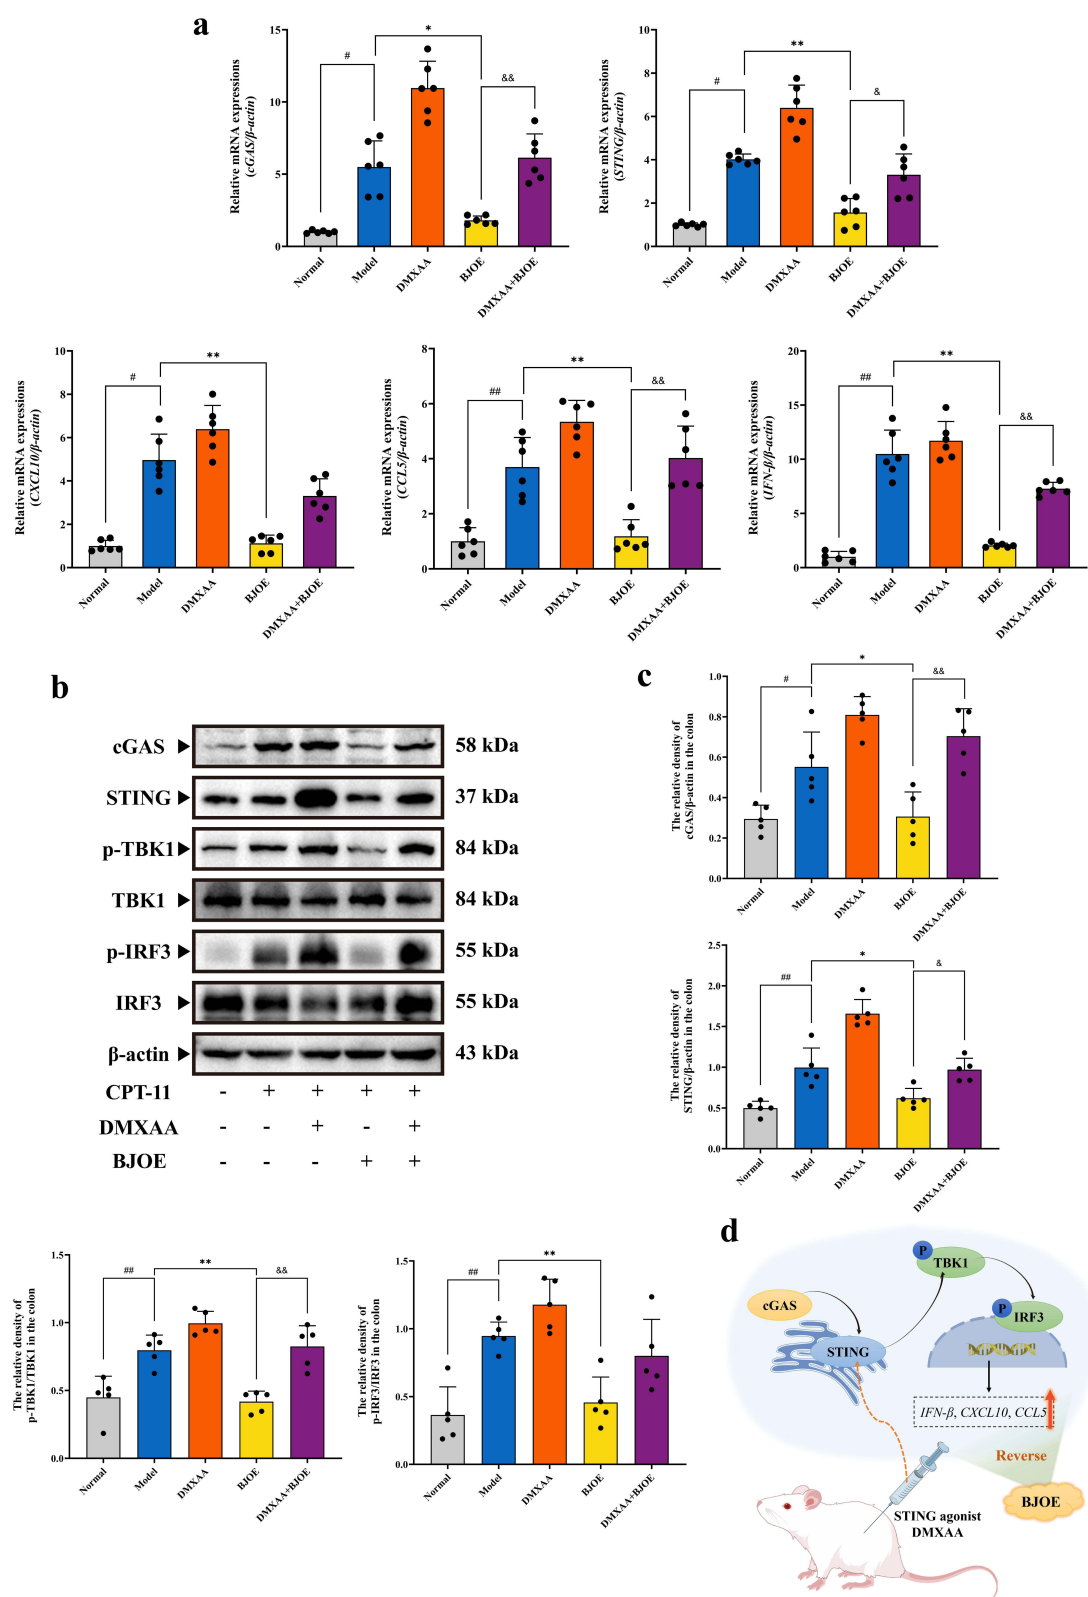 a
Relative mRNA expressions
(cGAS/β-actin)
15
10
5
0
#
*
&&
Normal
Model
DMXAA
BJOE
DMXAA+BJOE
Relative mRNA expressions
(STING/β-actin)
10
8
6
4
2
0
#
**
&
Normal
Model
DMXAA
BJOE
DMXAA+BJOE
Relative mRNA expressions
(CXCL10/β-actin)
10
8
6
4
2
0
#
**
Normal
Model
DMXAA
BJOE
DMXAA+BJOE
Relative mRNA expressions
(CCL5/β-actin)
8
6
4
2
0
##
**
&&
Normal
Model
DMXAA
BJOE
DMXAA+BJOE
Relative mRNA expressions
(IFN-β/β-actin)
20
15
10
5
0
##
**
&&
Normal
Model
DMXAA
BJOE
DMXAA+BJOE
b
cGAS 58 kDa
STING 37 kDa
p-TBK1 84 kDa
TBK1 84 kDa
p-IRF3 55 kDa
IRF3 55 kDa
β-actin 43 kDa
CPT-11 - + + + +
DMXAA - - + - +
BJOE - - - + +
c
The relative density of
cGAS/β-actin in the colon
1.0
0.8
0.6
0.4
0.2
0.0
#
*
&&
Normal
Model
DMXAA
BJOE
DMXAA+BJOE
The relative density of
STING/β-actin in the colon
2.5
2.0
1.5
1.0
0.5
0.0
##
*
&
Normal
Model
DMXAA
BJOE
DMXAA+BJOE
The relative density of
p-TBK1/TBK1 in the colon
1.5
1.0
0.5
0.0
##
**
&&
Normal
Model
DMXAA
BJOE
DMXAA+BJOE
The relative density of
p-IRF3/IRF3 in the colon
1.5
1.0
0.5
0.0
##
**
Normal
Model
DMXAA
BJOE
DMXAA+BJOE
d
P
TBK1
cGAS
P
IRF3
STING
IFN-β, CXCL10, CCL5
Reverse
BJOE
STING agonist
DMXAA